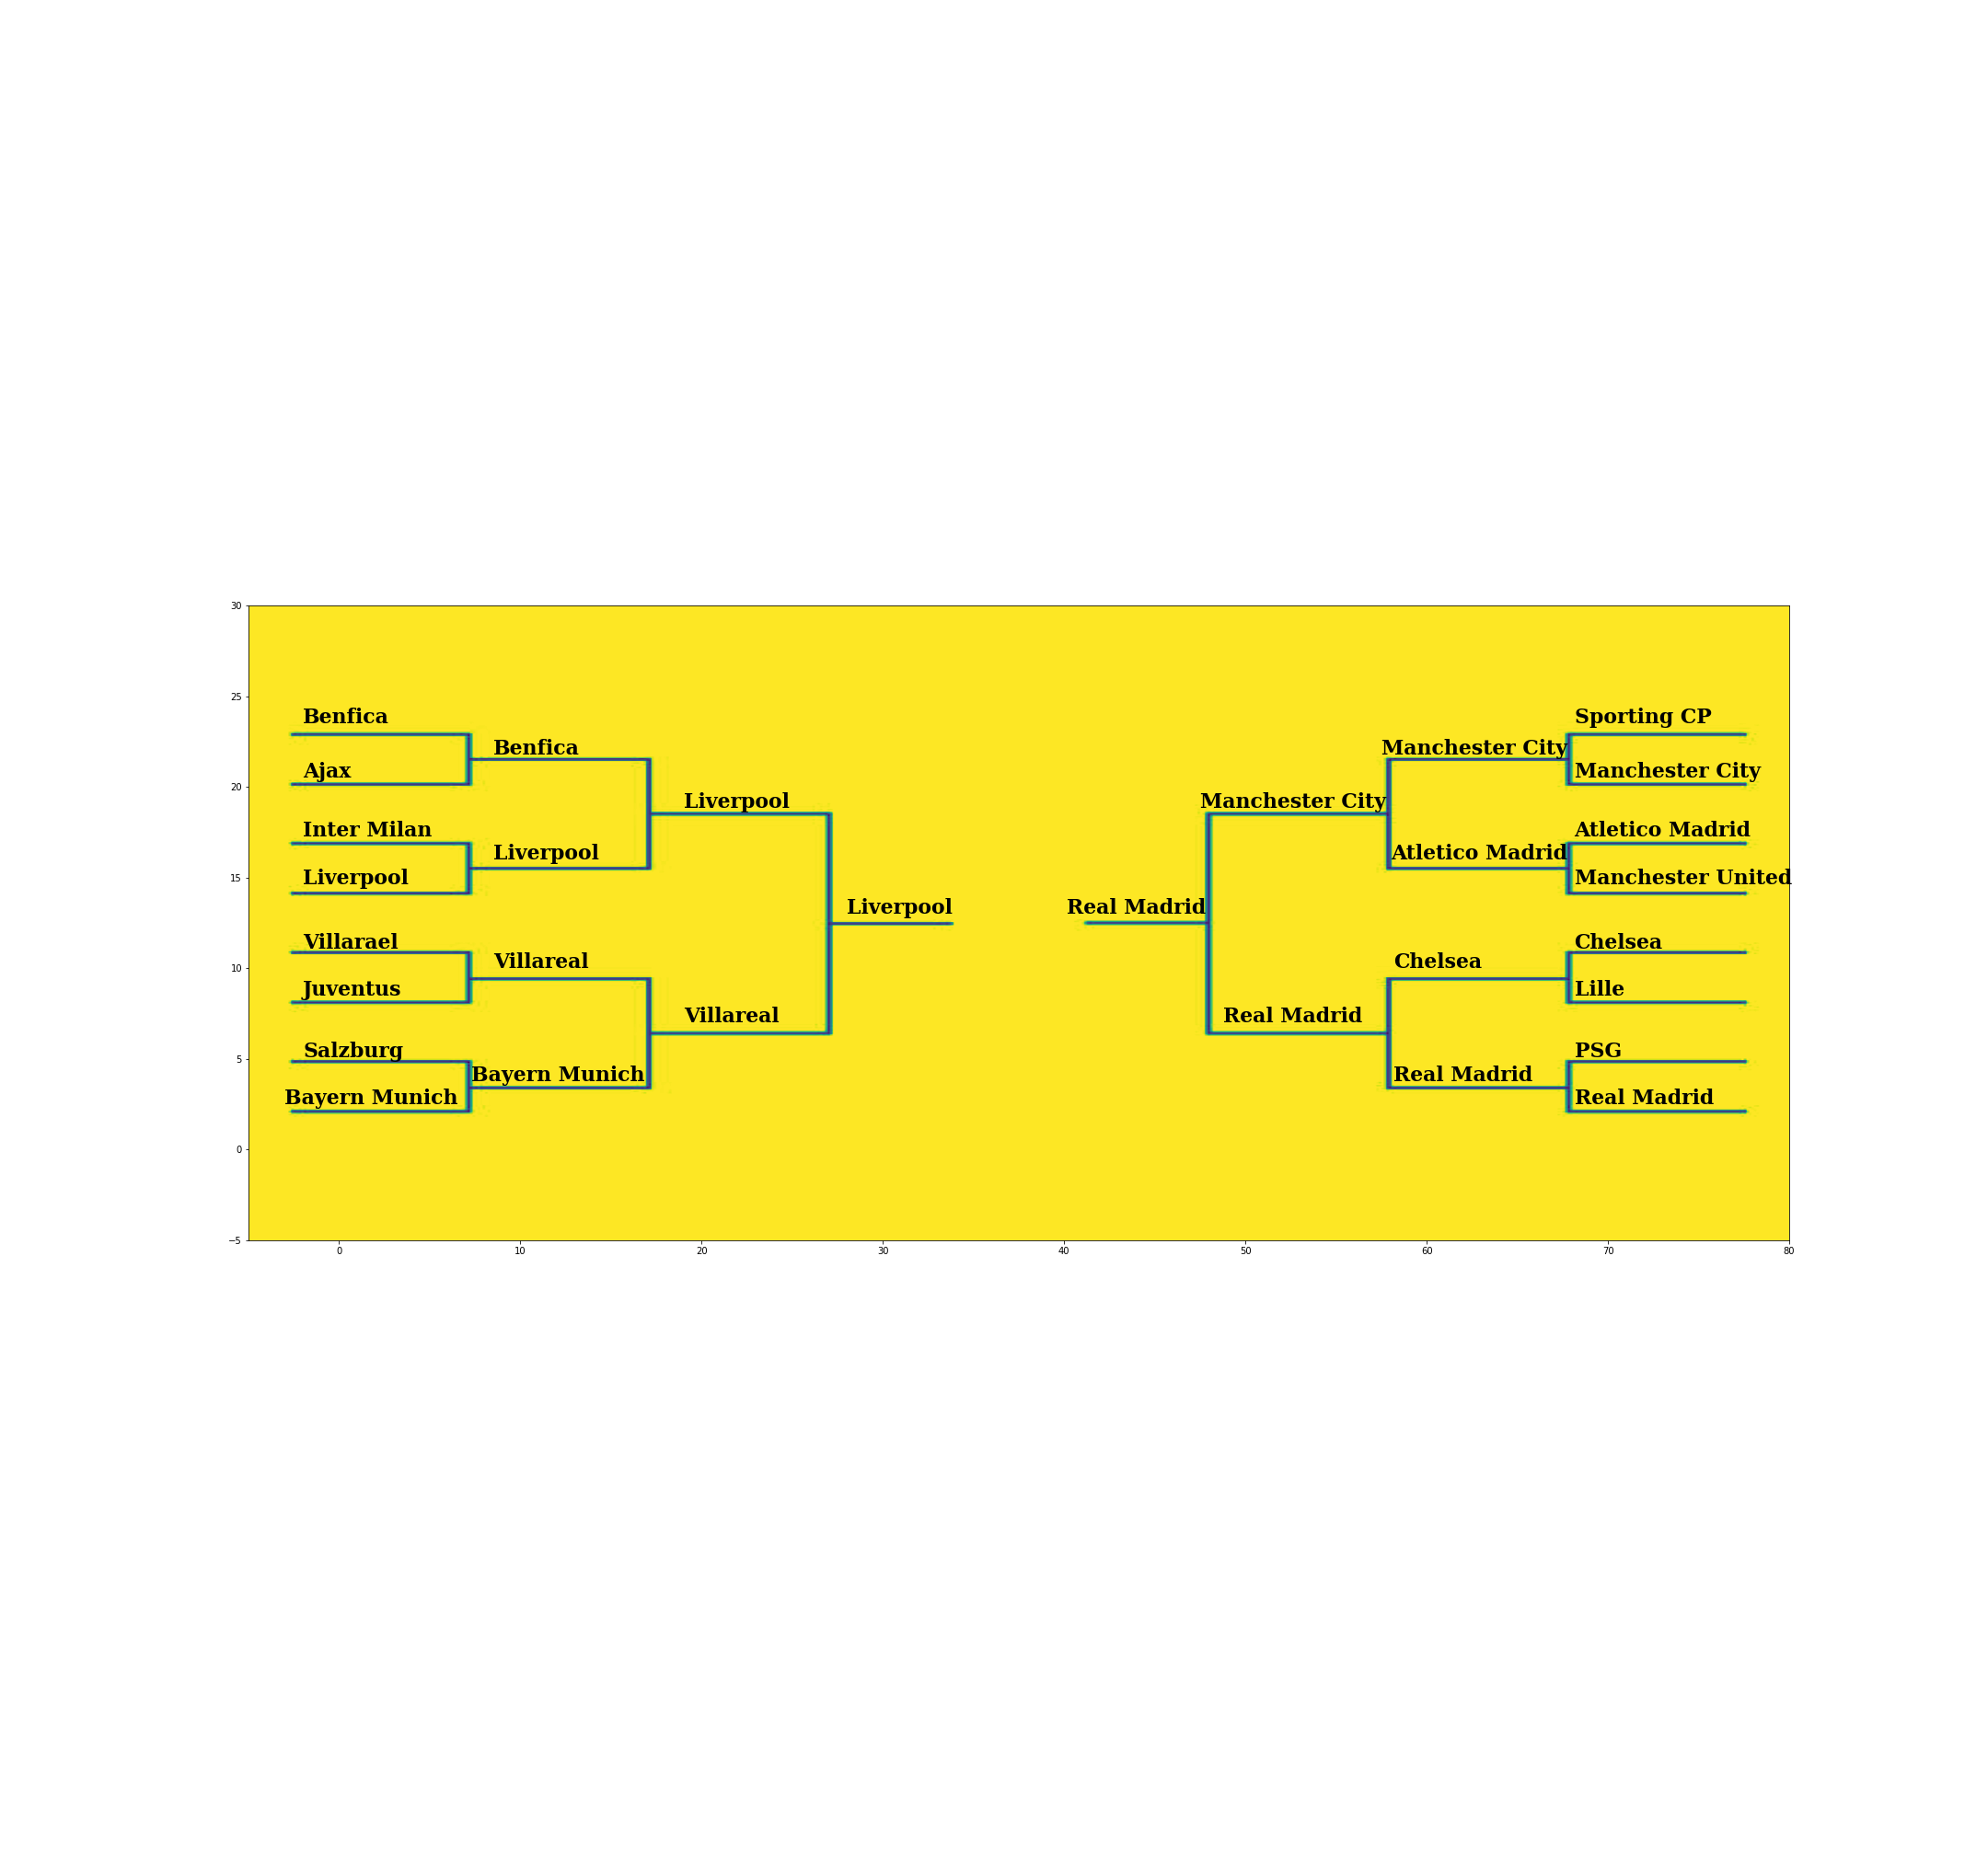 30
25
20
15
10
5
0
−5
Benfica
Ajax
Inter Milan
Liverpool
Villarael
Juventus
Salzburg
Bayern Munich
Benfica
Liverpool
Villareal
Bayern Munich
Liverpool
Villareal
Liverpool
Real Madrid
Manchester City
Real Madrid
Manchester City
Atletico Madrid
Chelsea
Real Madrid
Sporting CP
Manchester City
Atletico Madrid
Manchester United
Chelsea
Lille
PSG
Real Madrid
0 10 20 30 40 50 60 70 80